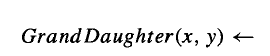 GrandDaughter(x, y) ←